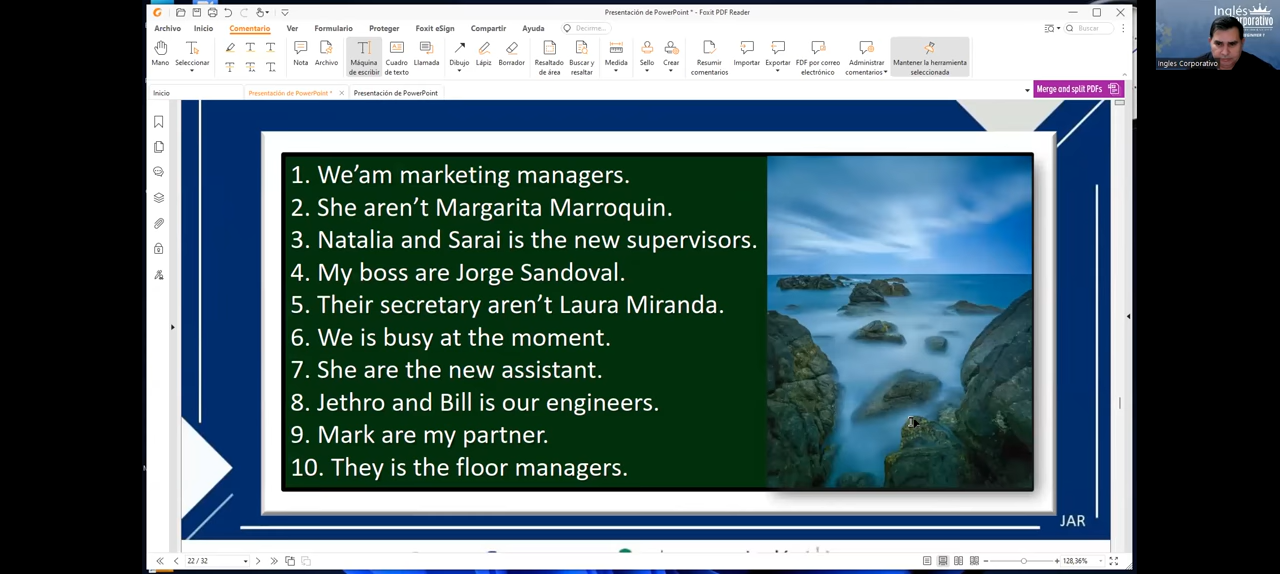 Presentación de PowerPoint * - Foxit PDF Reader
Archivo Inicio Comentario Ver Formulario Proteger Foxit eSign Compartir Ayuda Decirme... Buscar
Mano Seleccionar Nota Archivo Máquina de escribir Cuadro de texto Llamada Dibujo Lápiz Borrador Resaltado de área Buscar y resaltar Medida Sello Crear Resumir comentarios Importar Exportar PDF por correo electrónico Administrar comentarios Mantener la herramienta seleccionada
Inicio Presentación de PowerPoint * Presentación de PowerPoint Merge and split PDFs
1. We’am marketing managers.
2. She aren’t Margarita Marroquin.
3. Natalia and Sarai is the new supervisors.
4. My boss are Jorge Sandoval.
5. Their secretary aren’t Laura Miranda.
6. We is busy at the moment.
7. She are the new assistant.
8. Jethro and Bill is our engineers.
9. Mark are my partner.
10. They is the floor managers.
JAR
22 / 32
128,36%
Inglés
Corporativo
Ingles Corporativo